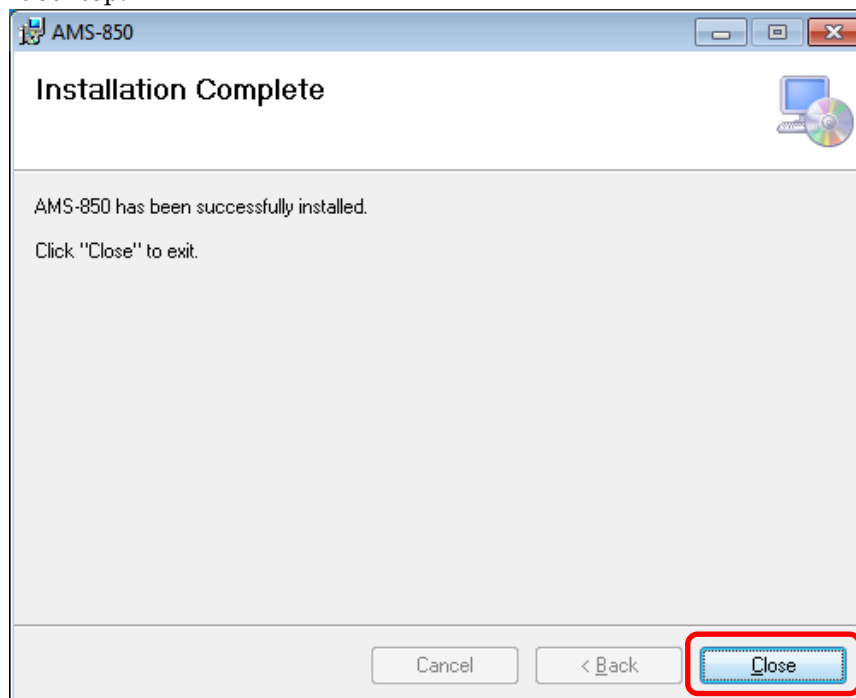 AMS-850
Installation Complete
AMS-850 has been successfully installed.
Click "Close" to exit.
Cancel
< Back
Close